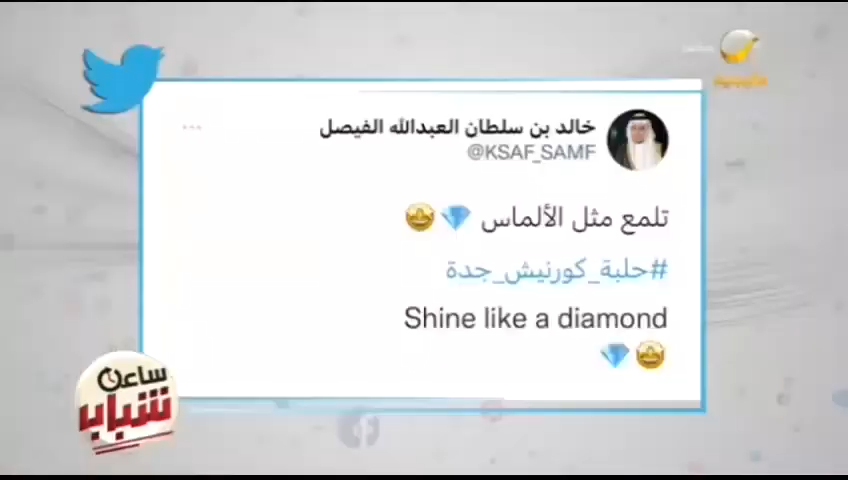 خالد بن سلطان العبدالله الفيصل
@KSAF_SAMF
تلمع مثل الألماس 💎 🤩
#حلبة_كورنيش_جدة
Shine like a diamond
💎 🤩
ساعة
شباب